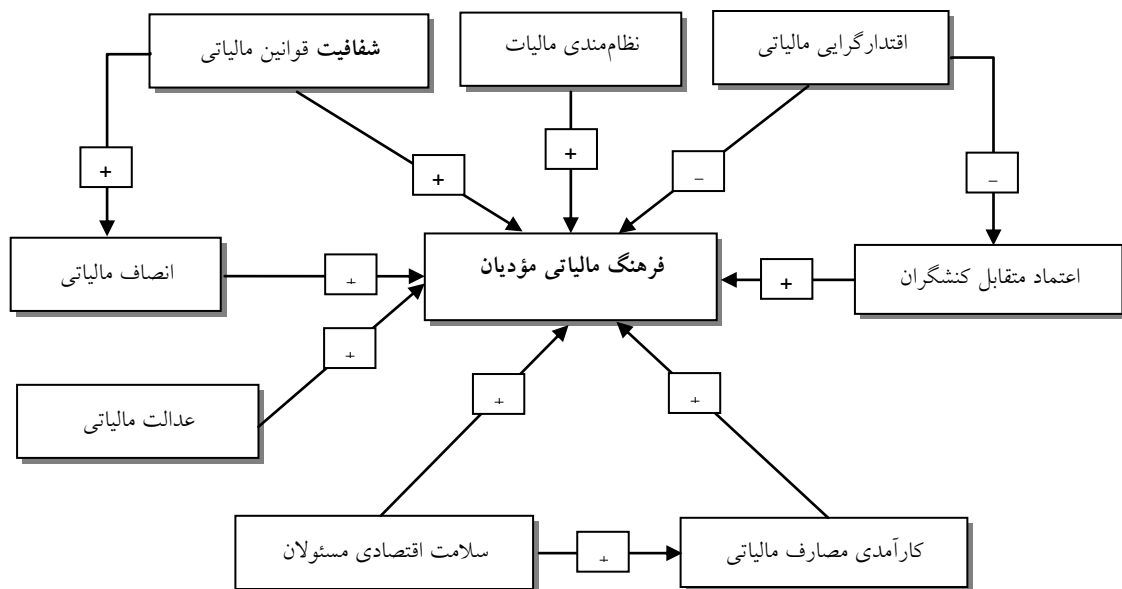 اقتدارگرایی مالیاتی
نظام‌مندی مالیات
شفافیت قوانین مالیاتی
+
+
+
–
–
انصاف مالیاتی
+
فرهنگ مالیاتی مؤدیان
+
اعتماد متقابل کنشگران
+
عدالت مالیاتی
+
+
سلامت اقتصادی مسئولان
+
کارآمدی مصارف مالیاتی